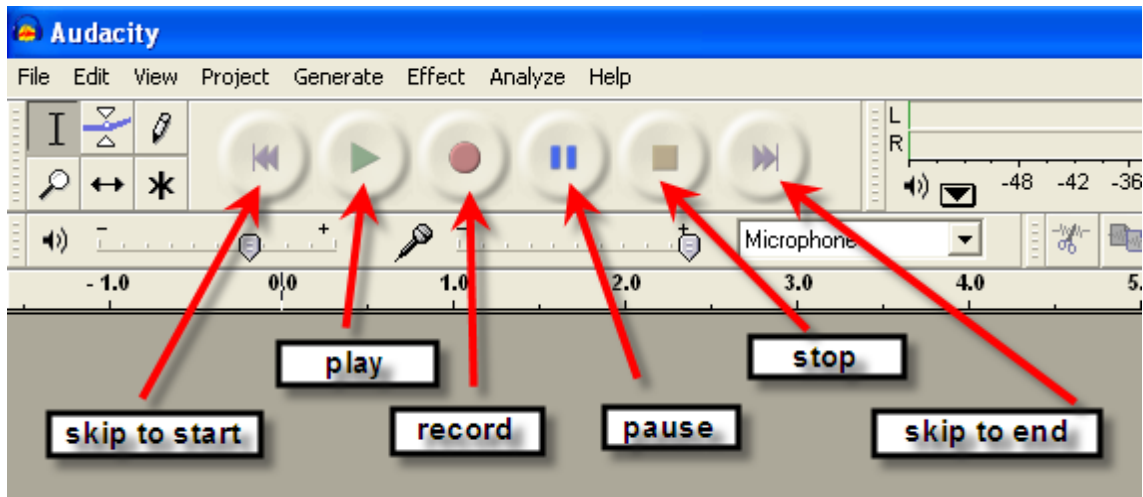 Audacity
File Edit View Project Generate Effect Analyze Help
L
R
-48 -42 -36
- + - + Microphone
- 1.0 0.0 1.0 2.0 3.0 4.0 5.
play
stop
skip to start
record
pause
skip to end